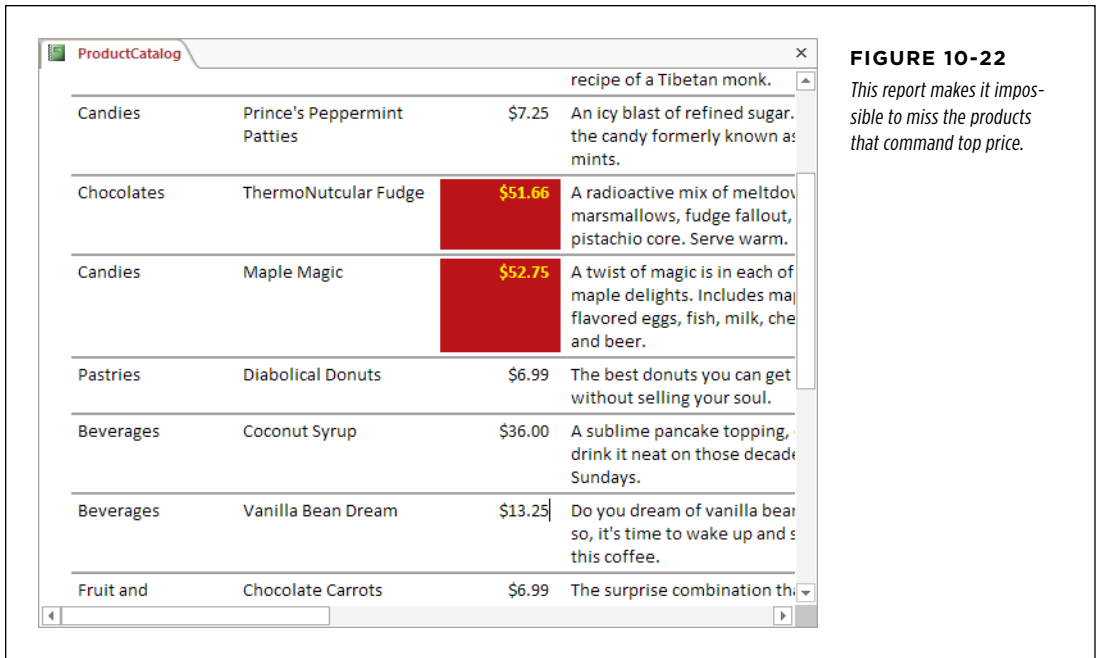 ProductCatalog
recipe of a Tibetan monk.
Candies Prince's Peppermint $7.25 An icy blast of refined sugar.
Patties the candy formerly known as
mints.
Chocolates ThermoNutcular Fudge $51.66 A radioactive mix of
marsmallows, fudge fallout,
pistachio core. Serve warm.
Candies Maple Magic $52.75 A twist of magic is in each of
maple delights. Includes
flavored eggs, fish, milk,
and beer.
Pastries Diabolical Donuts $6.99 The best donuts you can get
without selling your soul.
Beverages Coconut Syrup $36.00 A sublime pancake topping,
drink it neat on those
Sundays.
Beverages Vanilla Bean Dream $13.25 Do you dream of vanilla
so, it's time to wake up and
this coffee.
Fruit and Chocolate Carrots $6.99 The surprise combination
FIGURE 10-22
This report makes it impos-
sible to miss the products
that command top price.